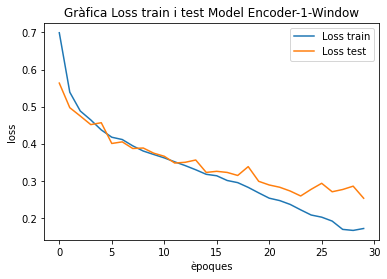 Gràfica Loss train i test Model Encoder-1-Window
Loss train
Loss test
loss
0.7
0.6
0.5
0.4
0.3
0.2
0 5 10 15 20 25 30
èpoques